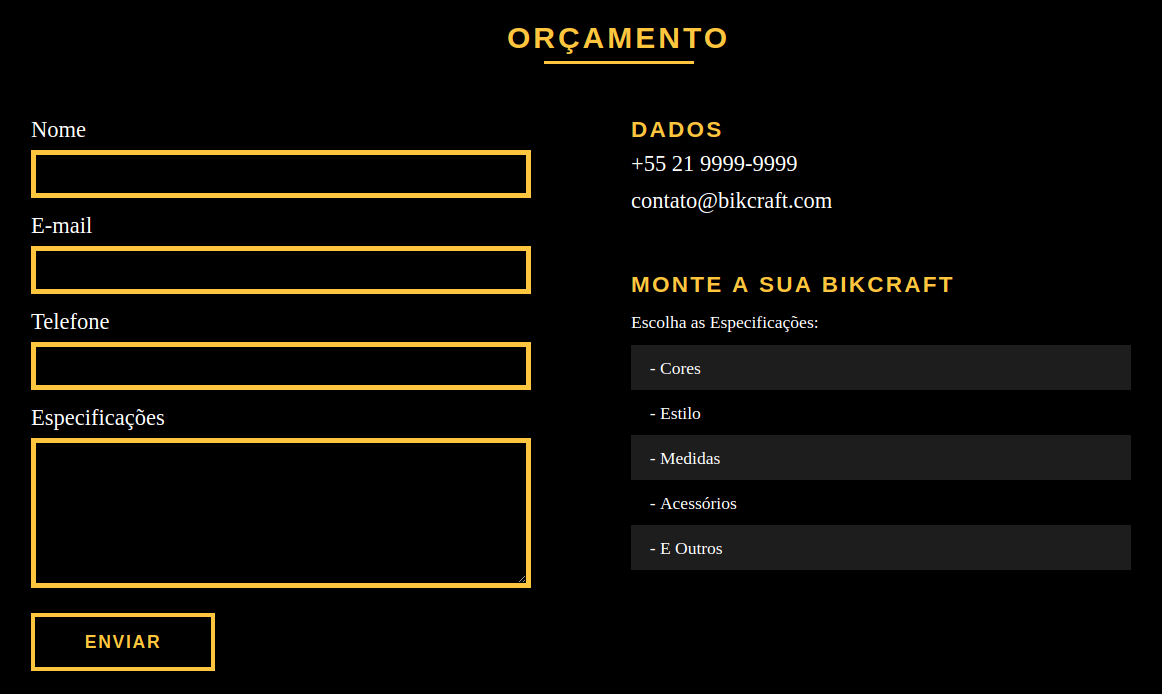 ORÇAMENTO
Nome
E-mail
Telefone
Especificações
ENVIAR
DADOS
+55 21 9999-9999
contato@bikcraft.com
MONTE A SUA BIKCRAFT
Escolha as Especificações:
- Cores
- Estilo
- Medidas
- Acessórios
- E Outros